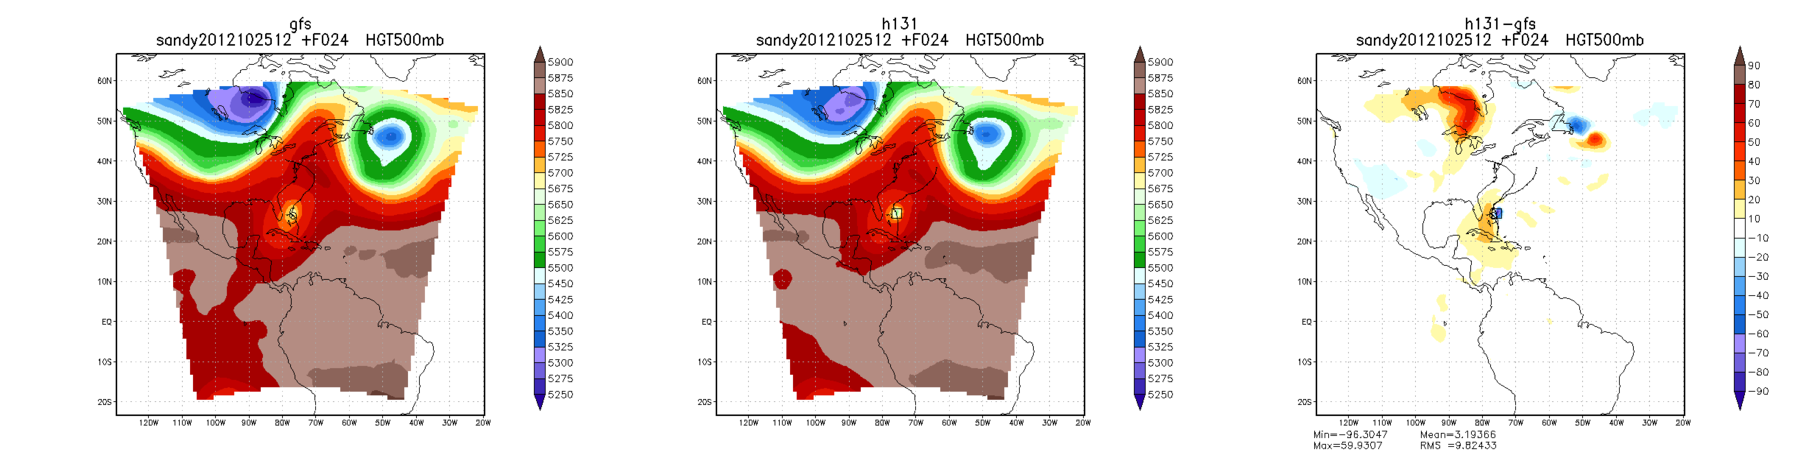 gfs
sandy2012102512 +F024 HGT500mb
60N
50N
40N
30N
20N
10N
EQ
10S
20S
120W 110W 100W 90W 80W 70W 60W 50W 40W 30W 20W
5900
5875
5850
5825
5800
5750
5725
5700
5675
5650
5625
5600
5575
5500
5450
5425
5400
5350
5325
5300
5275
5250
h131
sandy2012102512 +F024 HGT500mb
60N
50N
40N
30N
20N
10N
EQ
10S
20S
120W 110W 100W 90W 80W 70W 60W 50W 40W 30W 20W
5900
5875
5850
5825
5800
5750
5725
5700
5675
5650
5625
5600
5575
5500
5450
5425
5400
5350
5325
5300
5275
5250
h131-gfs
sandy2012102512 +F024 HGT500mb
60N
50N
40N
30N
20N
10N
EQ
10S
20S
120W 110W 100W 90W 80W 70W 60W 50W 40W 30W 20W
90
80
70
60
50
40
30
20
10
-10
-20
-30
-40
-50
-60
-70
-80
-90
Min=-96.3047 Mean=3.19366
Max=59.9307 RMS =9.82433